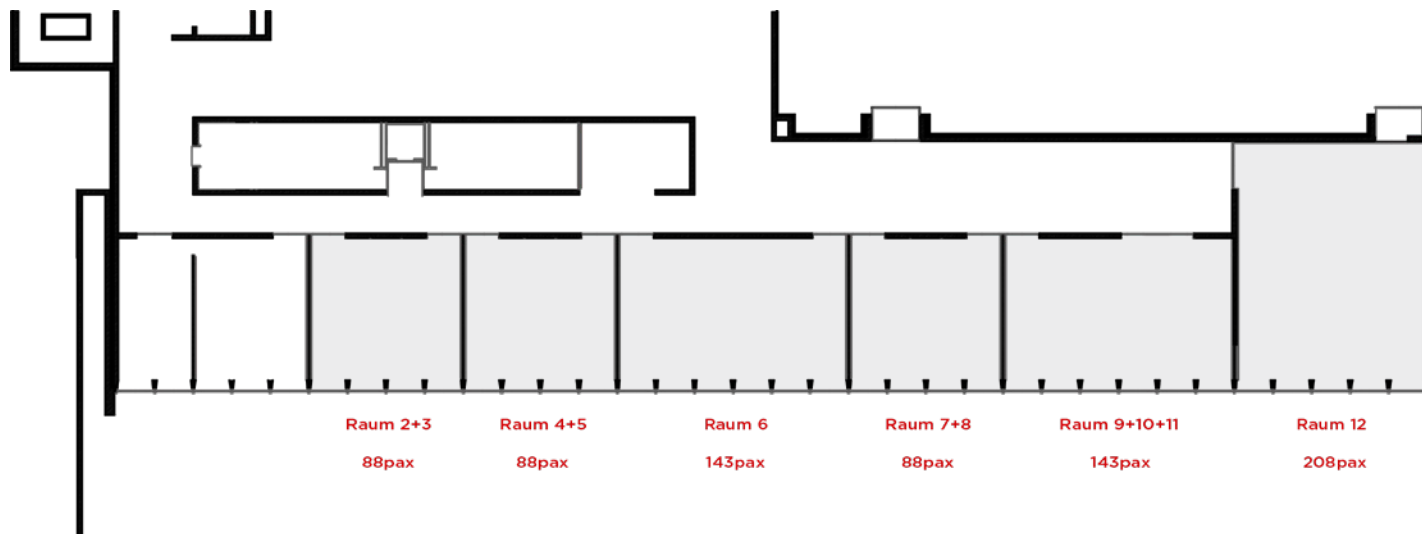 Raum 2+3
88pax
Raum 4+5
88pax
Raum 6
143pax
Raum 7+8
88pax
Raum 9+10+11
143pax
Raum 12
208pax